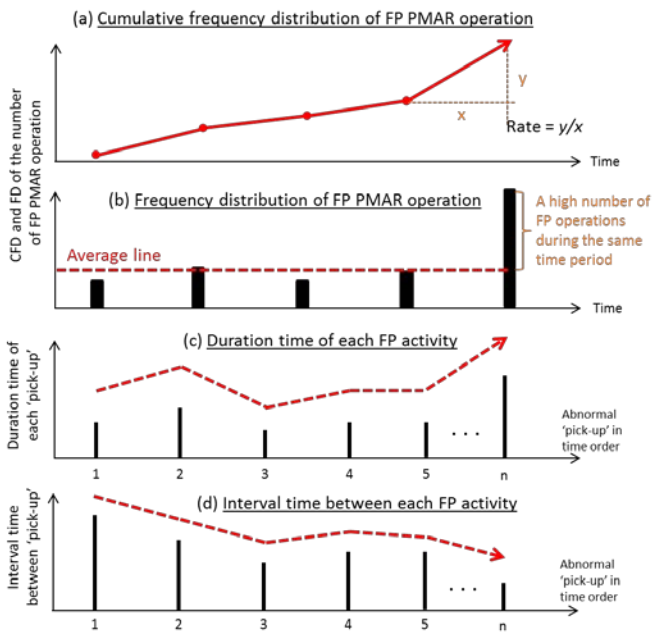 (a) Cumulative frequency distribution of FP PMAR operation
CFD and FD of the number
of FP PMAR operation
y
x
Rate = y/x
Time
(b) Frequency distribution of FP PMAR operation
A high number of
FP operations
during the same
time period
Average line
Time
(c) Duration time of each FP activity
Duration time of
each 'pick-up'
Abnormal
'pick-up' in
time order
1 2 3 4 5 ... n
(d) Interval time between each FP activity
Interval time
between 'pick-up'
Abnormal
'pick-up' in
time order
1 2 3 4 5 ... n